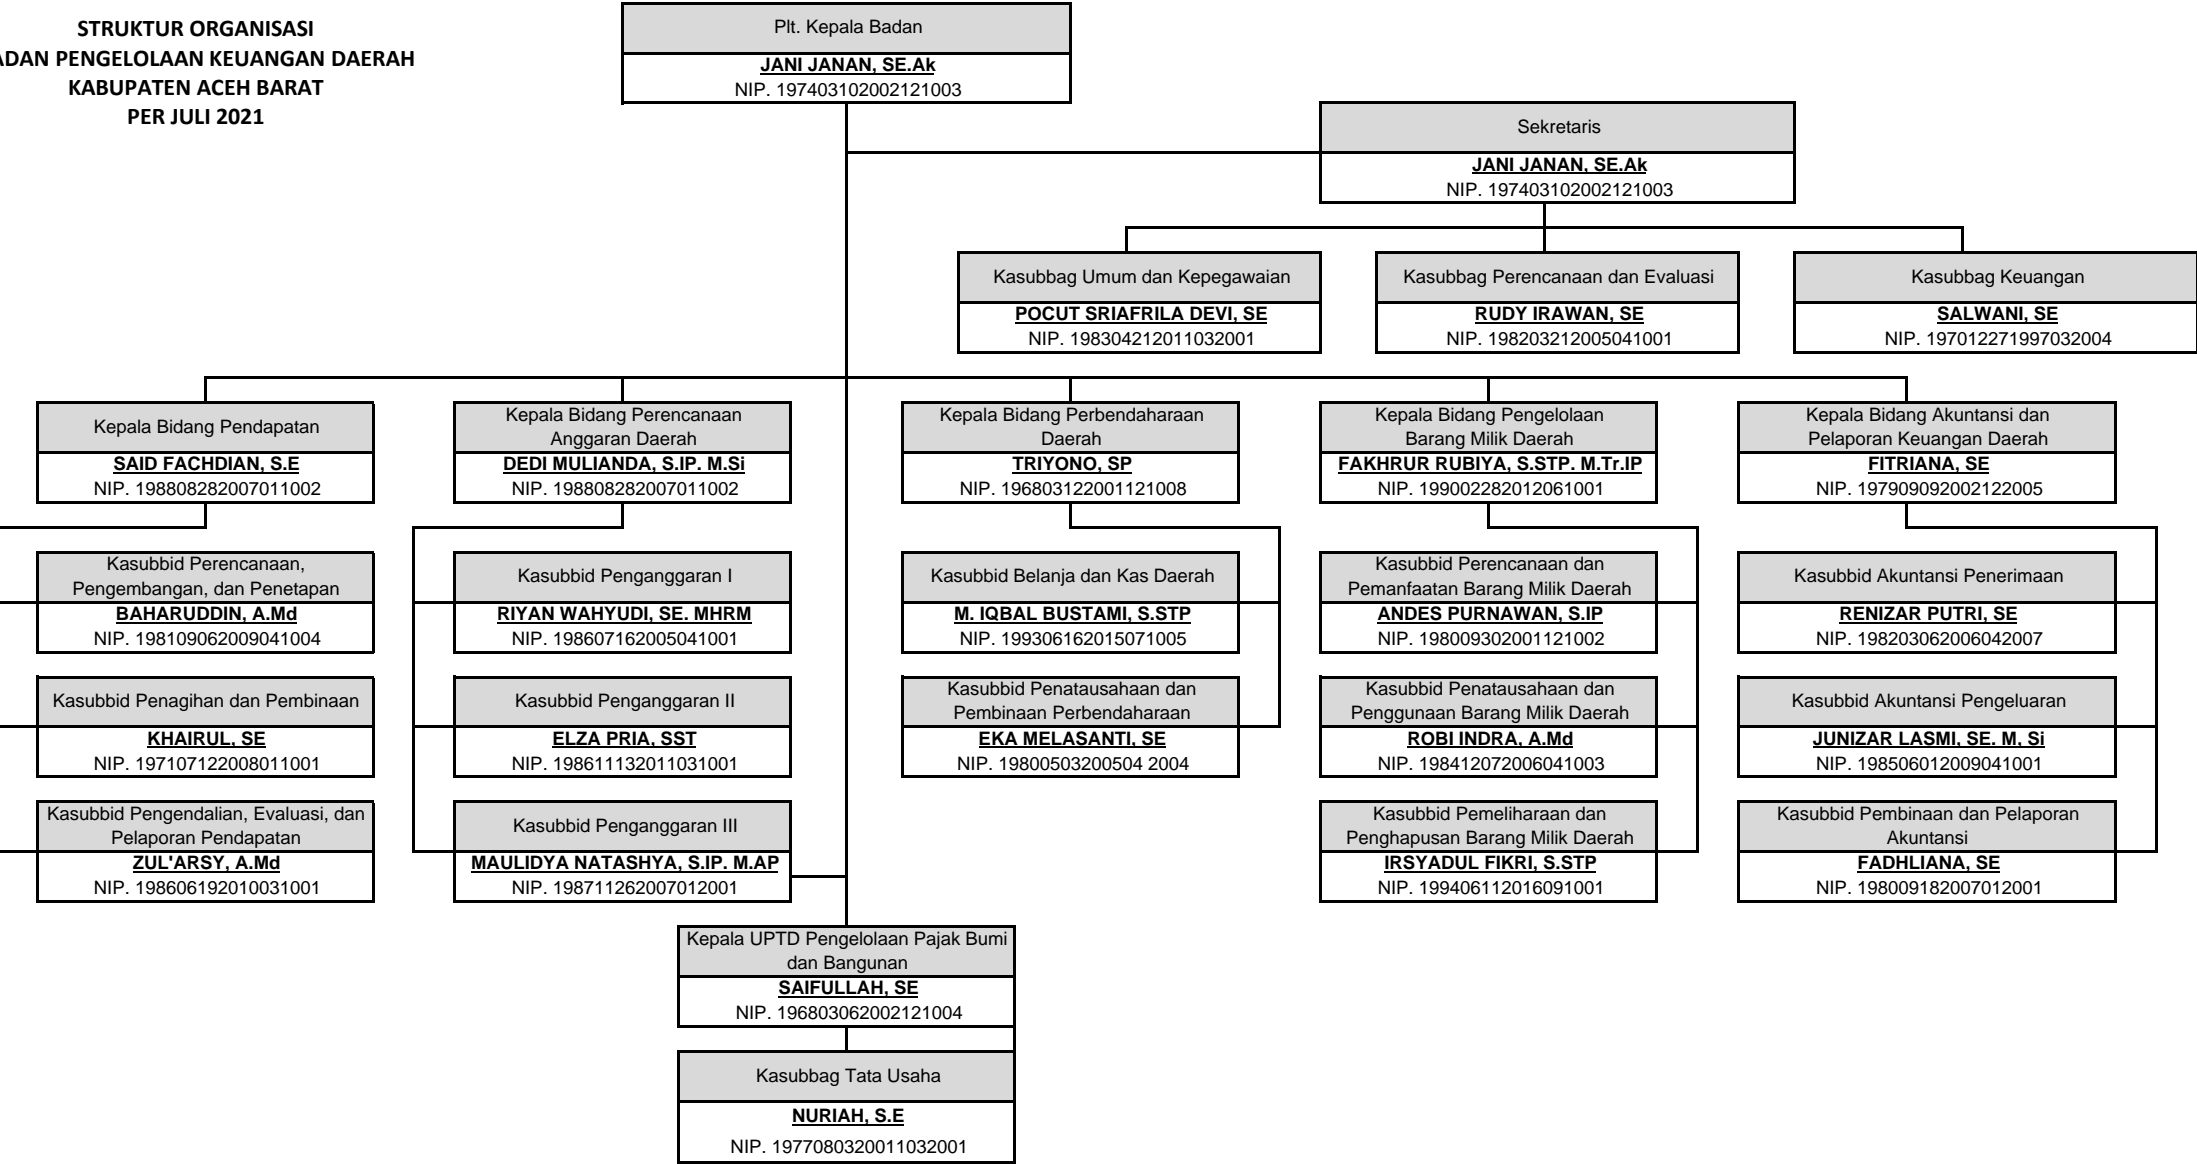 STRUKTUR ORGANISASI
ADAN PENGELOLAAN KEUANGAN DAERAH
KABUPATEN ACEH BARAT
PER JULI 2021
Plt. Kepala Badan
JANI JANAN, SE.Ak
NIP. 197403102002121003
Sekretaris
JANI JANAN, SE.Ak
NIP. 197403102002121003
Kasubbag Umum dan Kepegawaian
POCUT SRIAFRILA DEVI, SE
NIP. 198304212011032001
Kasubbag Perencanaan dan Evaluasi
RUDY IRAWAN, SE
NIP. 198203212005041001
Kasubbag Keuangan
SALWANI, SE
NIP. 197012271997032004
Kepala Bidang Pendapatan
SAID FACHDIAN, S.E
NIP. 198808282007011002
Kepala Bidang Perencanaan
Anggaran Daerah
DEDI MULIANDA, S.IP. M.Si
NIP. 198808282007011002
Kepala Bidang Perbendaharaan
Daerah
TRIYONO, SP
NIP. 196803122001121008
Kepala Bidang Pengelolaan
Barang Milik Daerah
FAKHRUR RUBIYA, S.STP. M.Tr.IP
NIP. 199002282012061001
Kepala Bidang Akuntansi dan
Pelaporan Keuangan Daerah
FITRIANA, SE
NIP. 197909092002122005
Kasubbid Perencanaan,
Pengembangan, dan Penetapan
BAHARUDDIN, A.Md
NIP. 198109062009041004
Kasubbid Penganggaran I
RIYAN WAHYUDI, SE. MHRM
NIP. 198607162005041001
Kasubbid Belanja dan Kas Daerah
M. IQBAL BUSTAMI, S.STP
NIP. 199306162015071005
Kasubbid Perencanaan dan
Pemanfaatan Barang Milik Daerah
ANDES PURNAWAN, S.IP
NIP. 198009302001121002
Kasubbid Akuntansi Penerimaan
RENIZAR PUTRI, SE
NIP. 198203062006042007
Kasubbid Penagihan dan Pembinaan
KHAIRUL, SE
NIP. 197107122008011001
Kasubbid Penganggaran II
ELZA PRIA, SST
NIP. 198611132011031001
Kasubbid Penatausahaan dan
Pembinaan Perbendaharaan
EKA MELASANTI, SE
NIP. 19800503200504 2004
Kasubbid Penatausahaan dan
Penggunaan Barang Milik Daerah
ROBI INDRA, A.Md
NIP. 198412072006041003
Kasubbid Akuntansi Pengeluaran
JUNIZAR LASMI, SE. M, Si
NIP. 198506012009041001
Kasubbid Pengendalian, Evaluasi, dan
Pelaporan Pendapatan
ZUL'ARSY, A.Md
NIP. 198606192010031001
Kasubbid Penganggaran III
MAULIDYA NATASHYA, S.IP. M.AP
NIP. 198711262007012001
Kasubbid Pemeliharaan dan
Penghapusan Barang Milik Daerah
IRSYADUL FIKRI, S.STP
NIP. 199406112016091001
Kasubbid Pembinaan dan Pelaporan
Akuntansi
FADHLIANA, SE
NIP. 198009182007012001
Kepala UPTD Pengelolaan Pajak Bumi
dan Bangunan
SAIFULLAH, SE
NIP. 196803062002121004
Kasubbag Tata Usaha
NURIAH, S.E
NIP. 1977080320011032001